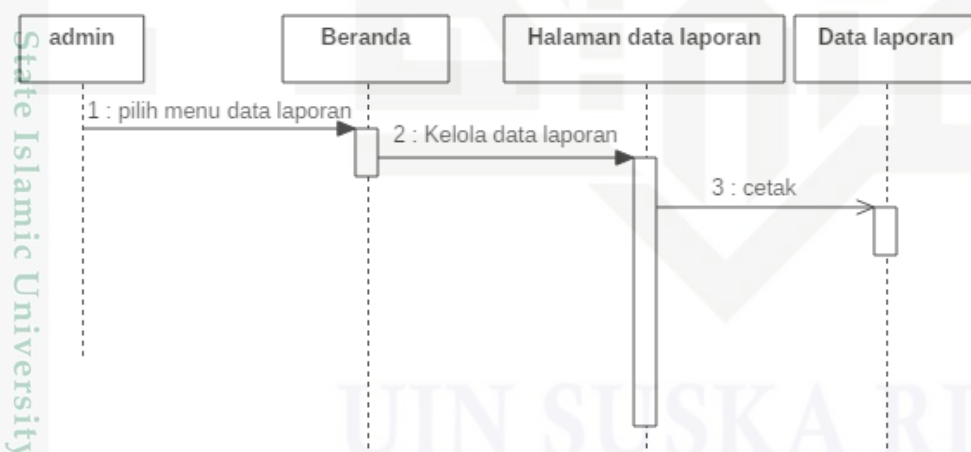 admin
Beranda
Halaman data laporan
Data laporan
1 : pilih menu data laporan
2 : Kelola data laporan
3 : cetak
State Islamic University
UIN SUSKA RI